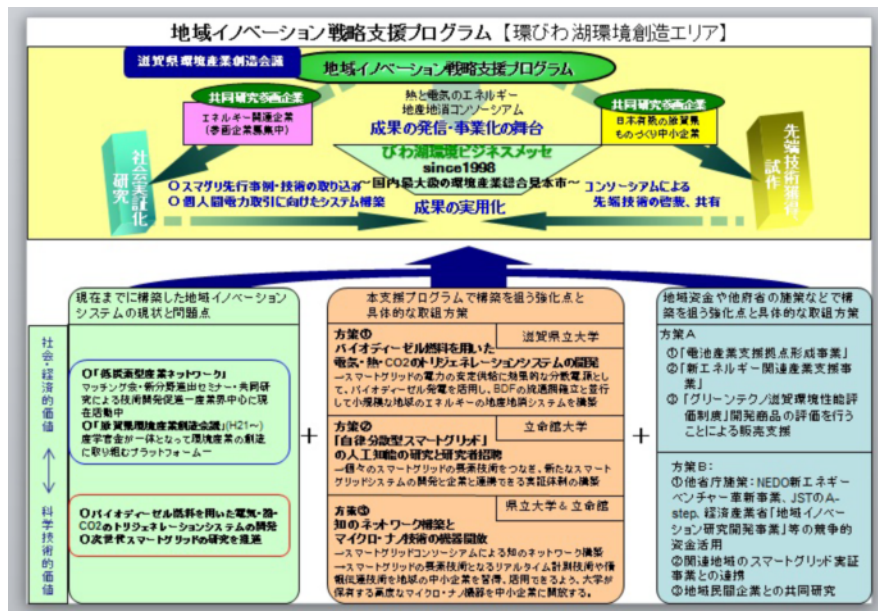 地域イノベーション戦略支援プログラム【環びわ湖環境創造エリア】
滋賀県環境産業創造会議
地域イノベーション戦略支援プログラム
共同研究参画企業
エネルギー関連企業
(参画企業募集中)
熱と電気のエネルギー
地産地消コンソーシアム
成果の発信・事業化の舞台
共同研究参画企業
日本有数の滋賀県
ものづくり中小企業
社会実証化
研究
先端技術獲得
試作
びわ湖環境ビジネスメッセ
since1998
~国内最大級の環境産業総合見本市~
○スマグリ先行事例・技術の取り込み
○個人間電力取引に向けたシステム構築
コンソーシアムによる
先端技術の啓發、共有
成果の実用化
社会・経済的価値
科学技術的価値
現在までに構築した地域イノベーション
システムの現状と問題点
○「低炭素型産業ネットワーク」
マッチング会・新分野進出セミナー・共同研
究による技術開発促進ー産業界中心に現
在活動中
○「滋賀県環境産業創造会議」(H21~)
産学官金が一体となって環境産業の創造
に取り組むプラットフォームー
○バイオディーゼル燃料を用いた電気・熱・
CO2のトリジェネレーションシステムの開発
○次世代スマートグリッドの研究を推進
+
本支援プログラムで構築を狙う強化点と
具体的な取組方策
方策①
滋賀県立大学
バイオディーゼル燃料を用いた
電気・熱・CO2のトリジェネレーションシステムの開発
→スマートグリッドの電力の安定供給に効果的な分散電源とし
て、バイオディーゼル発電を活用し、BDFの流通網確立と並行
して小規模な地域のエネルギーの地産地消システムを構築
方策②
立命館大学
「自律分散型スマートグリッド」
の人工知能の研究と研究者招聘
→個々のスマートグリッドの要素技術をつなぎ、新たなスマート
グリッドシステムの開発と企業と連携できる実証体制の構築
方策③
県立大学&立命館
知のネットワーク構築と
マイクロ・ナノ技術の機器開放
→スマートグリッドコンソーシアムによる知のネットワーク構築
→スマートグリッドの要素技術となるリアルタイム計測技術や情
報伝達技術を地域の中小企業を習得、活用できるよう、大学が
保有する高度なマイクロ・ナノ機器を中小企業に開放する。
+
地域資金や他府省の施策などで構
築を狙う強化点と具体的な取組方策
方策A
①「電池産業支援拠点形成事業」
②「新エネルギー関連産業支援事
業」
③「グリーンテクノ滋賀環境性能評
価制度」開発商品の評価を行う
ことによる販売支援
方策B:
①他省庁施策:NEDO新エネルギー
ベンチャー革新事業、JSTのA-
step、経済産業省「地域イノベー
ション研究開発事業」等の競争的
資金活用
②関連地域のスマートグリッド実証
事業との連携
③地域民間企業との共同研究